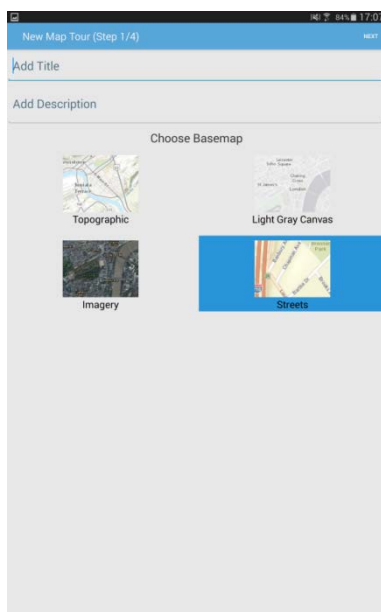 84% 17:07
New Map Tour (Step 1/4) NEXT
Add Title
Add Description
Choose Basemap
Topographic
Light Gray Canvas
Imagery
Streets